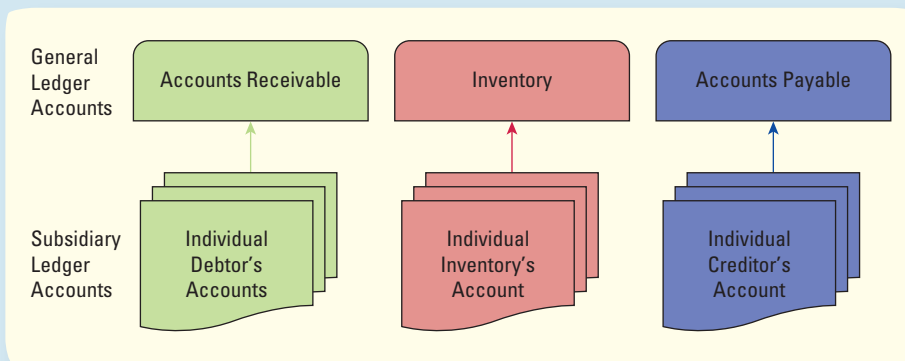 General
Ledger
Accounts
Accounts Receivable
Inventory
Accounts Payable
Subsidiary
Ledger
Accounts
Individual
Debtor's
Accounts
Individual
Inventory's
Account
Individual
Creditor's
Account